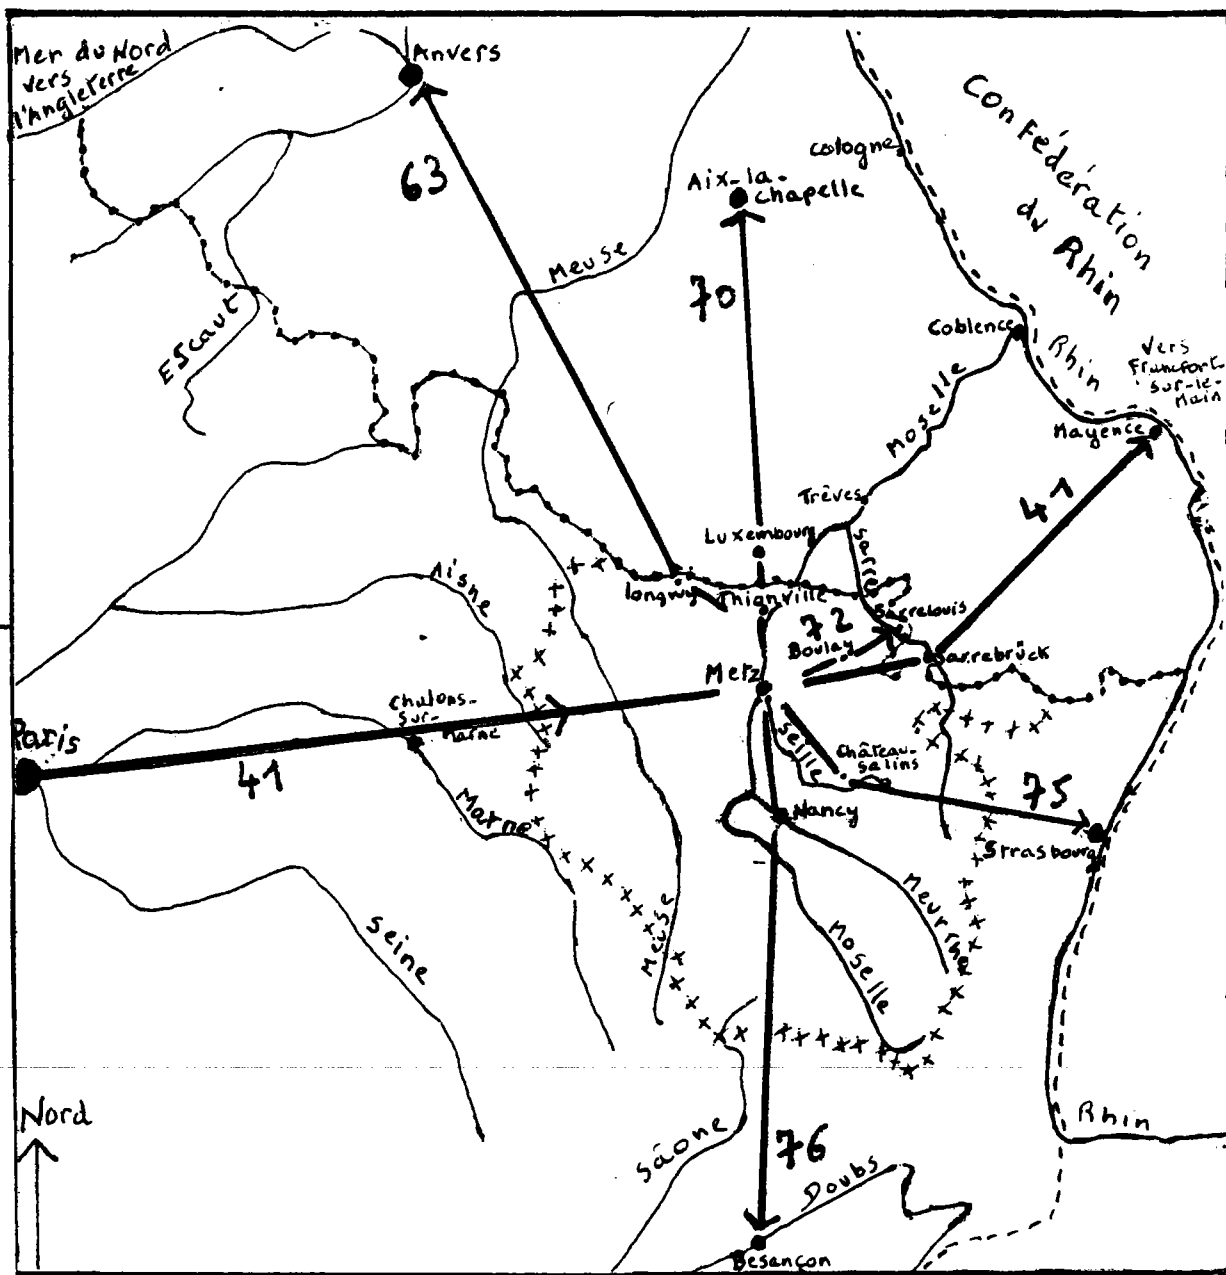 Mer du Nord
vers
l'Angleterre
Anvers
63
Escaut
Meuse
Aix-la-
Chapelle
70
Cologne
Confédération
du
Rhin
Coblence
Rhin
Vers
Francfort-
sur-le-
Main
Mayence
Moselle
41
Trêves
Luxembourg
Sarre
Longwy
Thionville
Sarrelouis
72
Boulay
Sarrebrück
Metz
Aisne
Chalons-
sur-
Marne
Paris
41
Marne
Seille
Château-
Salins
75
Nancy
Strasbourg
Meurthe
Moselle
Meuse
Seine
Nord
Saône
76
Doubs
Besançon
Rhin